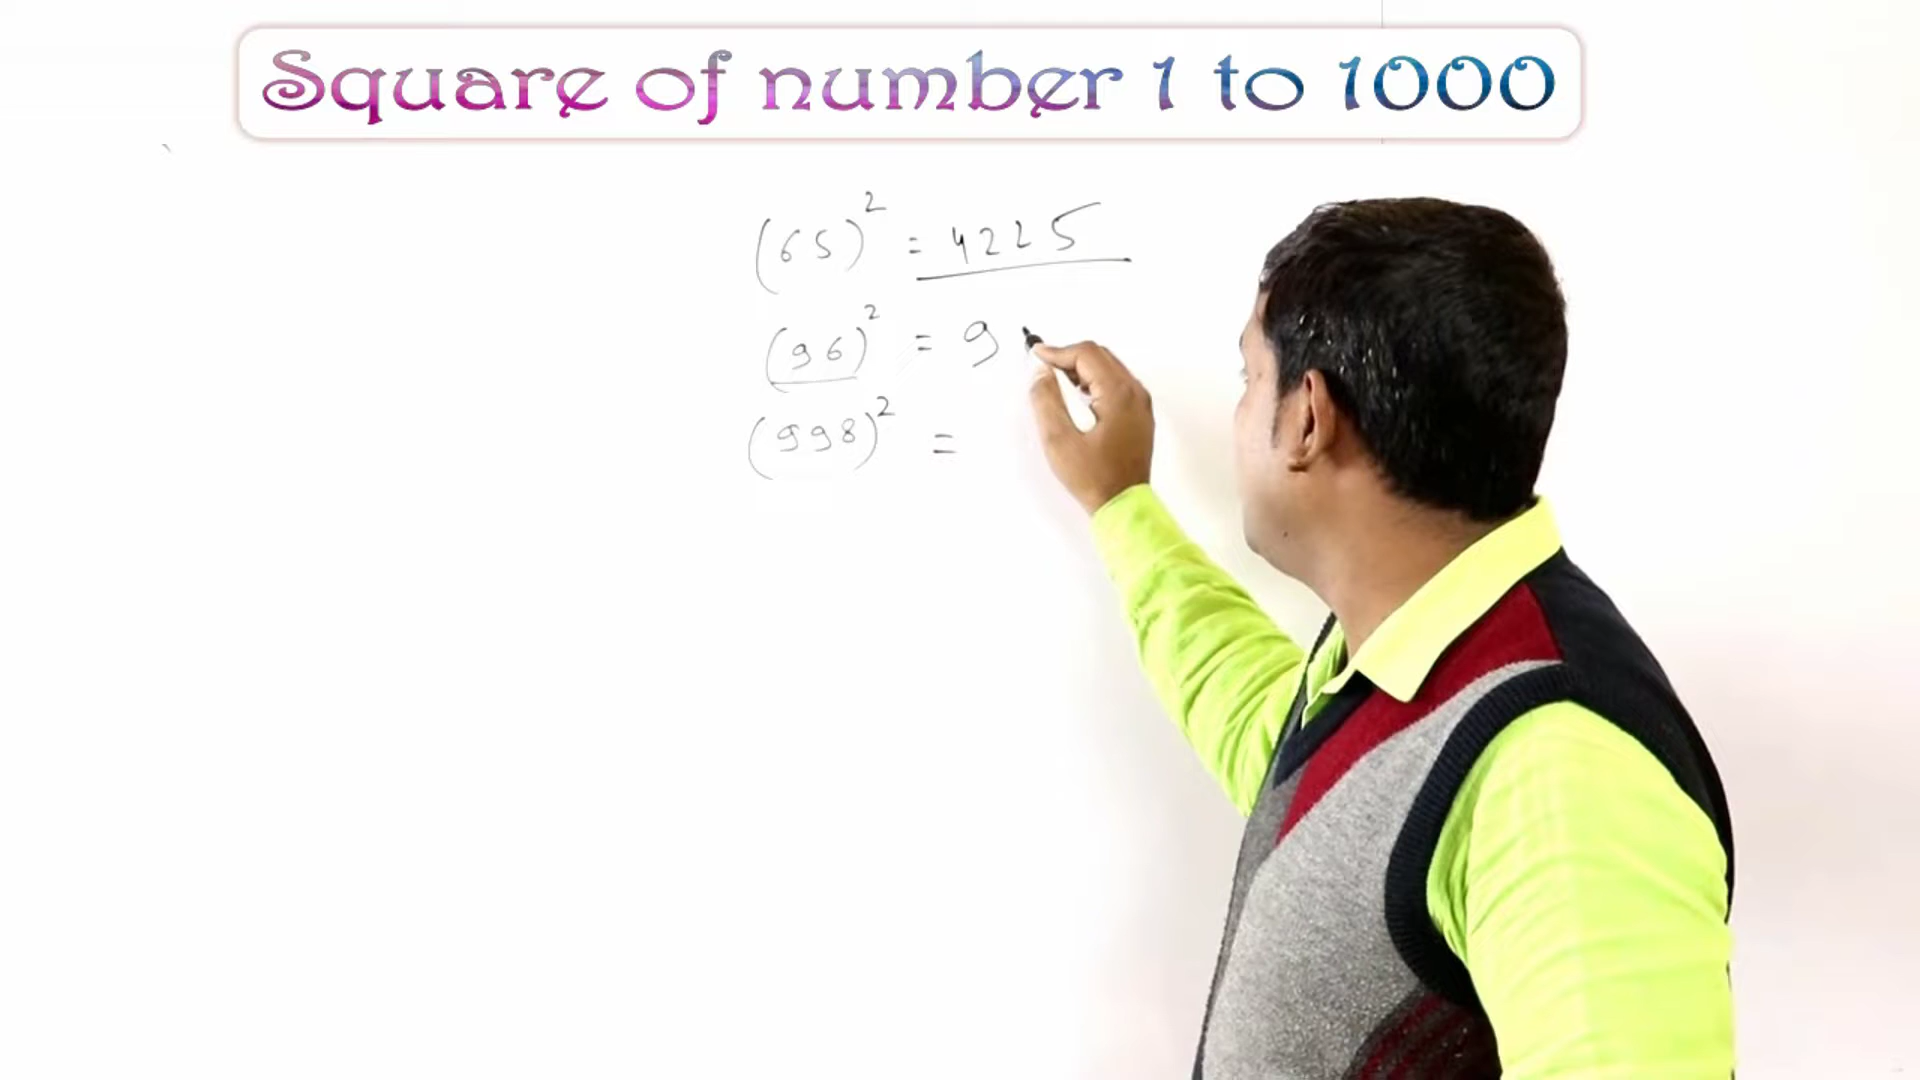 Square of number 1 to 1000
(65)² = 4225
(96)² = 9
(998)² =